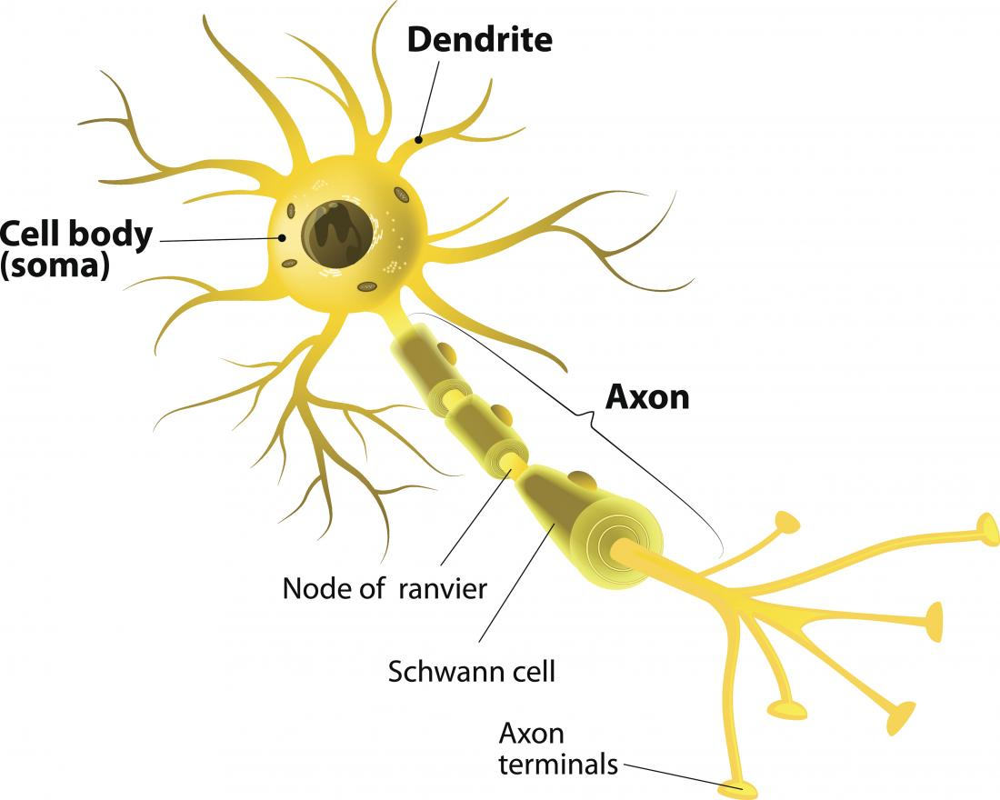 Dendrite
Cell body
(soma)
Axon
Node of ranvier
Schwann cell
Axon
terminals